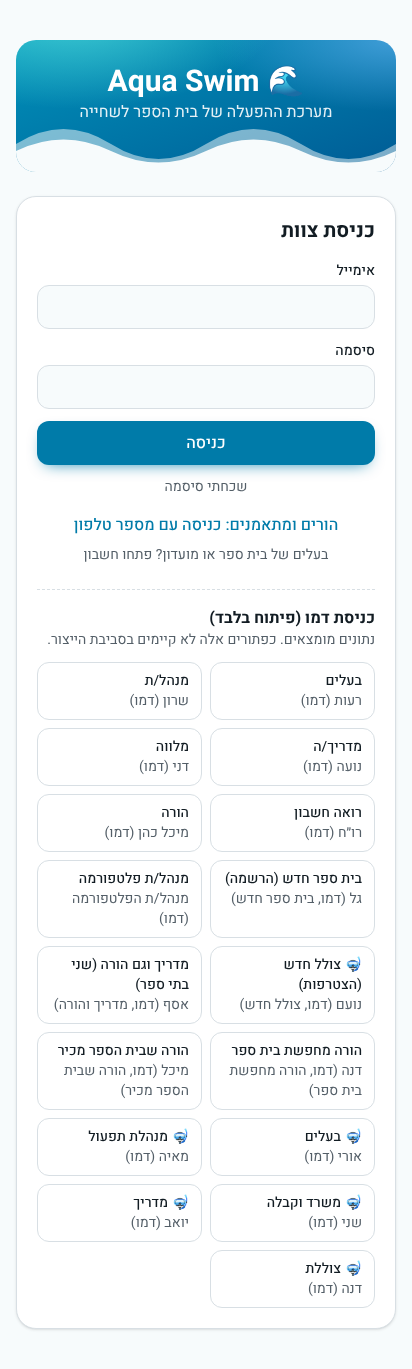 Aqua Swim 🌊
מערכת ההפעלה של בית הספר לשחייה
כניסת צוות
אימייל
סיסמה
כניסה
שכחתי סיסמה
הורים ומתאמנים: כניסה עם מספר טלפון
בעלים של בית ספר או מועדון? פתחו חשבון
כניסת דמו (פיתוח בלבד)
נתונים מומצאים. כפתורים אלה לא קיימים בסביבת הייצור.
בעלים
רעות (דמו)
מנהל/ת
שרון (דמו)
מדריך/ה
נועה (דמו)
מלווה
דני (דמו)
רואה חשבון
רו״ח (דמו)
הורה
מיכל כהן (דמו)
בית ספר חדש (הרשמה)
גל (דמו, בית ספר חדש)
מנהל/ת פלטפורמה
מנהל/ת הפלטפורמה
(דמו)
🤿 צולל חדש
(הצטרפות)
נועם (דמו, צולל חדש)
מדריך וגם הורה (שני
בתי ספר)
אסף (דמו, מדריך והורה)
הורה מחפשת בית ספר
דנה (דמו, הורה מחפשת
בית ספר)
הורה שבית הספר מכיר
מיכל (דמו, הורה שבית
הספר מכיר)
🤿 בעלים
אורי (דמו)
🤿 מנהלת תפעול
מאיה (דמו)
🤿 משרד וקבלה
שני (דמו)
🤿 מדריך
יואב (דמו)
🤿 צוללת
דנה (דמו)